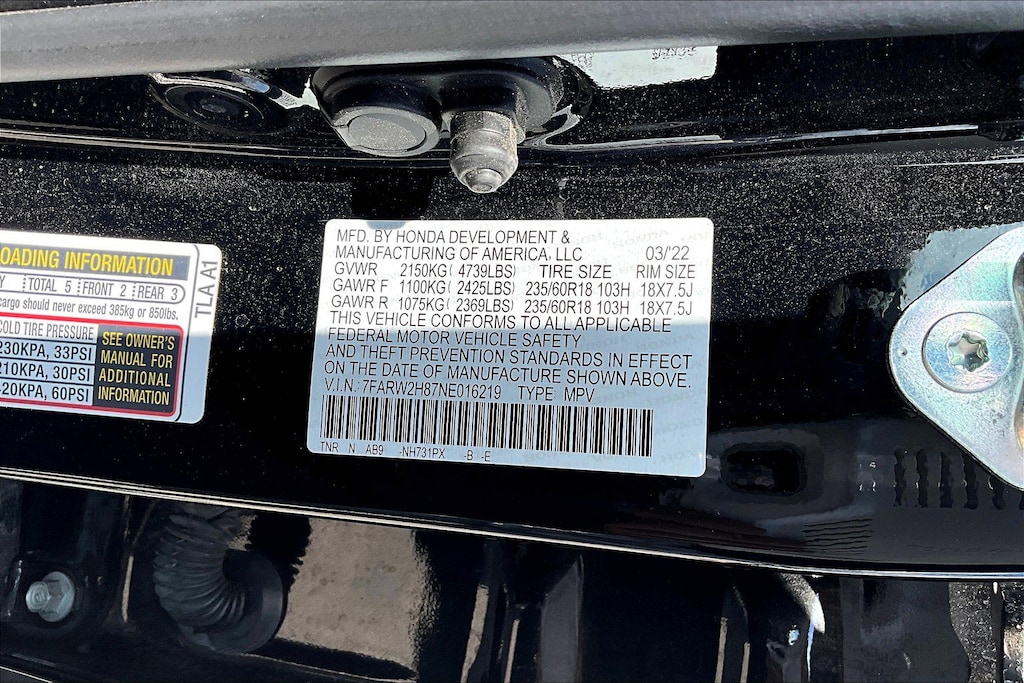 OADING INFORMATION
TOTAL 5 FRONT 2 REAR 3
cargo should never exceed 385kg or 850lbs.
COLD TIRE PRESSURE
230KPA, 33PSI
210KPA, 30PSI
420KPA, 60PSI
SEE OWNER'S
MANUAL FOR
ADDITIONAL
INFORMATION
TLA A1
MFD. BY HONDA DEVELOPMENT &
MANUFACTURING OF AMERICA, LLC 03/'22
GVWR 2150KG( 4739LBS) TIRE SIZE RIM SIZE
GAWR F 1100KG( 2425LBS) 235/60R18 103H 18X7.5J
GAWR R 1075KG( 2369LBS) 235/60R18 103H 18X7.5J
THIS VEHICLE CONFORMS TO ALL APPLICABLE
FEDERAL MOTOR VEHICLE SAFETY
AND THEFT PREVENTION STANDARDS IN EFFECT
ON THE DATE OF MANUFACTURE SHOWN ABOVE.
V.I.N.: 7FARW2H87NE016219 TYPE MPV
TNR N AB9 -NH731PX -B -E